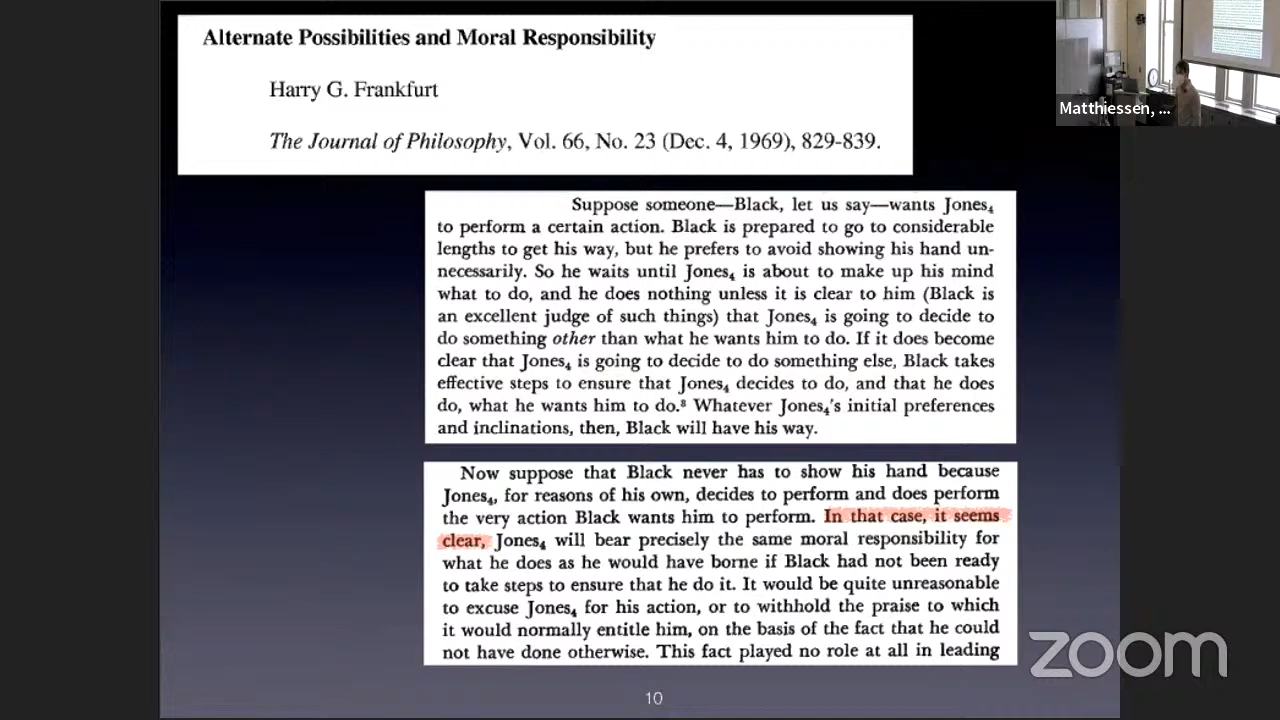 Alternate Possibilities and Moral Responsibility
Harry G. Frankfurt
The Journal of Philosophy, Vol. 66, No. 23 (Dec. 4, 1969), 829-839.
Matthiessen, ...
Suppose someone—Black, let us say—wants Jones₄
to perform a certain action. Black is prepared to go to considerable
lengths to get his way, but he prefers to avoid showing his hand un-
necessarily. So he waits until Jones₄ is about to make up his mind
what to do, and he does nothing unless it is clear to him (Black is
an excellent judge of such things) that Jones₄ is going to decide to
do something other than what he wants him to do. If it does become
clear that Jones₄ is going to decide to do something else, Black takes
effective steps to ensure that Jones₄ decides to do, and that he does
do, what he wants him to do.³ Whatever Jones₄'s initial preferences
and inclinations, then, Black will have his way.
Now suppose that Black never has to show his hand because
Jones₄, for reasons of his own, decides to perform and does perform
the very action Black wants him to perform. In that case, it seems
clear, Jones₄ will bear precisely the same moral responsibility for
what he does as he would have borne if Black had not been ready
to take steps to ensure that he do it. It would be quite unreasonable
to excuse Jones₄ for his action, or to withhold the praise to which
it would normally entitle him, on the basis of the fact that he could
not have done otherwise. This fact played no role at all in leading
10
zoom